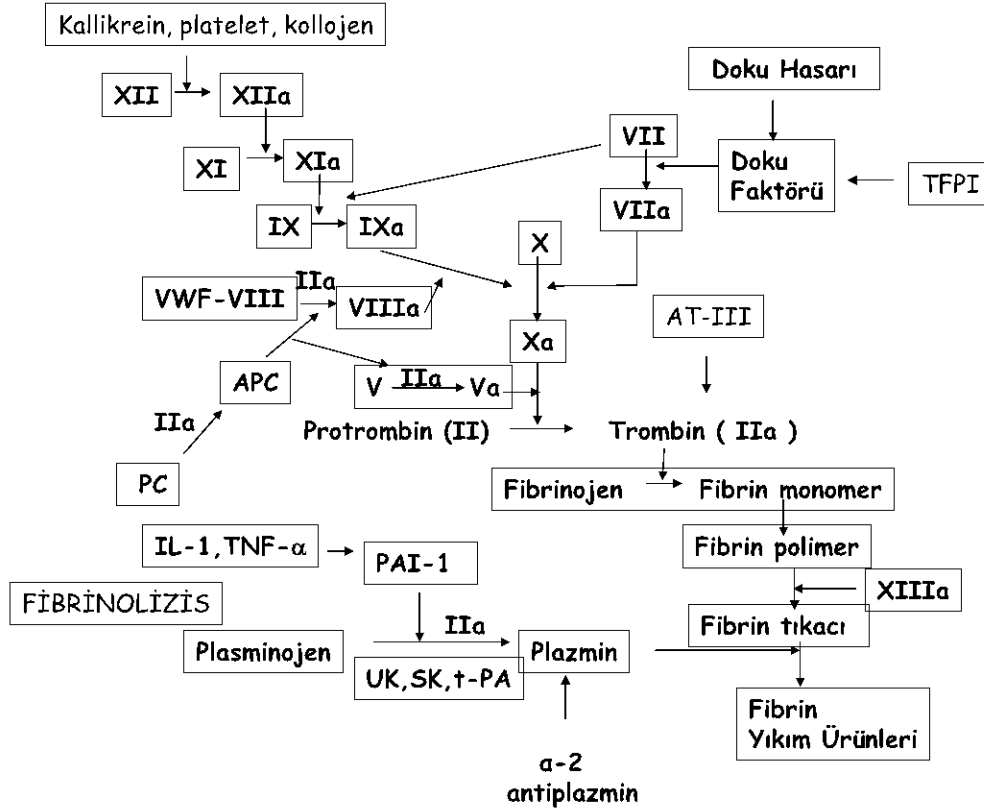 Kallikrein, platelet, kollojen
Doku Hasarı
XII
XIIa
VII
XI
XIa
Doku
Faktörü
TFPI
VIIa
IX
IXa
X
IIa
VWF-VIII
VIIIa
AT-III
Xa
APC
V
IIa
Va
IIa
Protrombin (II)
Trombin ( IIa )
PC
Fibrinojen
Fibrin monomer
IL-1, TNF-α
PAI-1
Fibrin polimer
XIIIa
FİBRİNOLİZİS
IIa
Fibrin tıkacı
Plasminojen
Plazmin
UK, SK, t-PA
Fibrin
Yıkım Ürünleri
α-2
antiplazmin